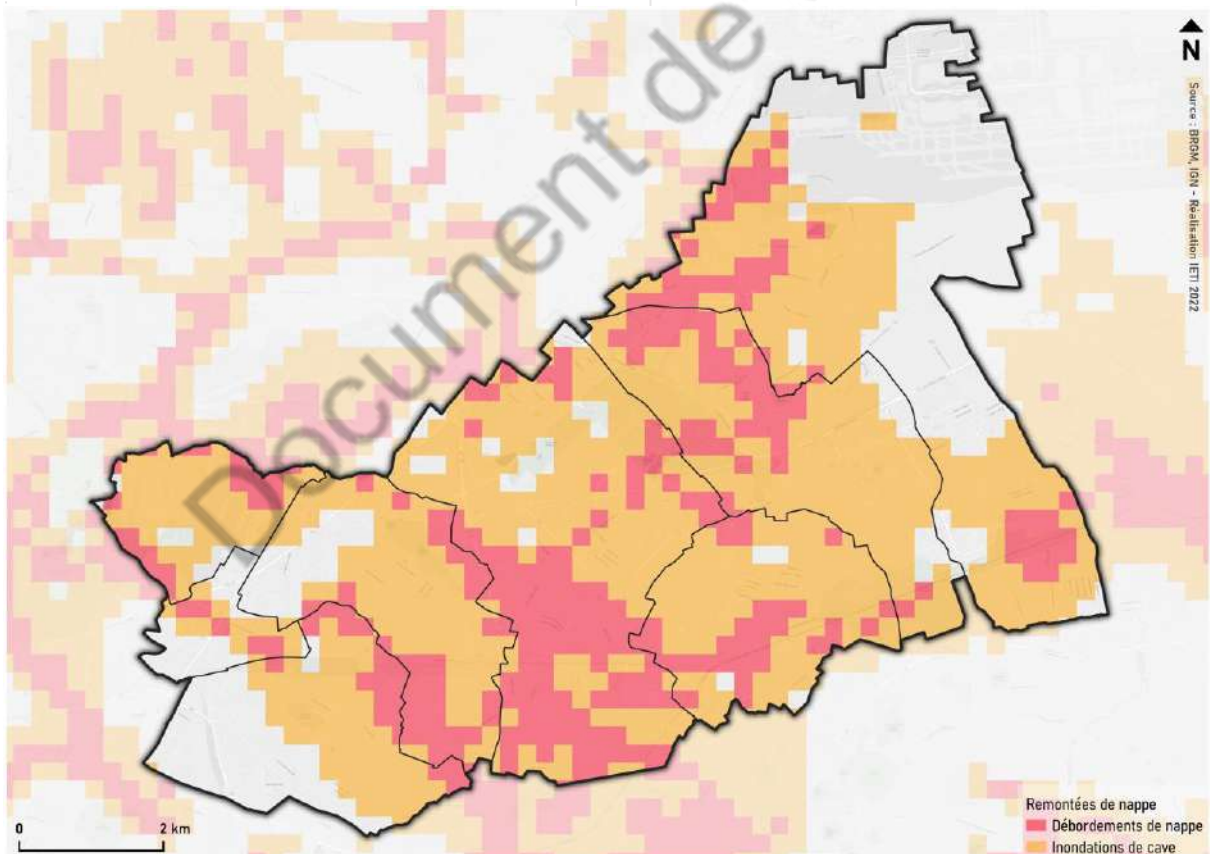 Document de
N
Source : BRGM, IGN - Réalisation IETI 2022
0 2 km
Remontées de nappe
Débordements de nappe
Inondations de cave